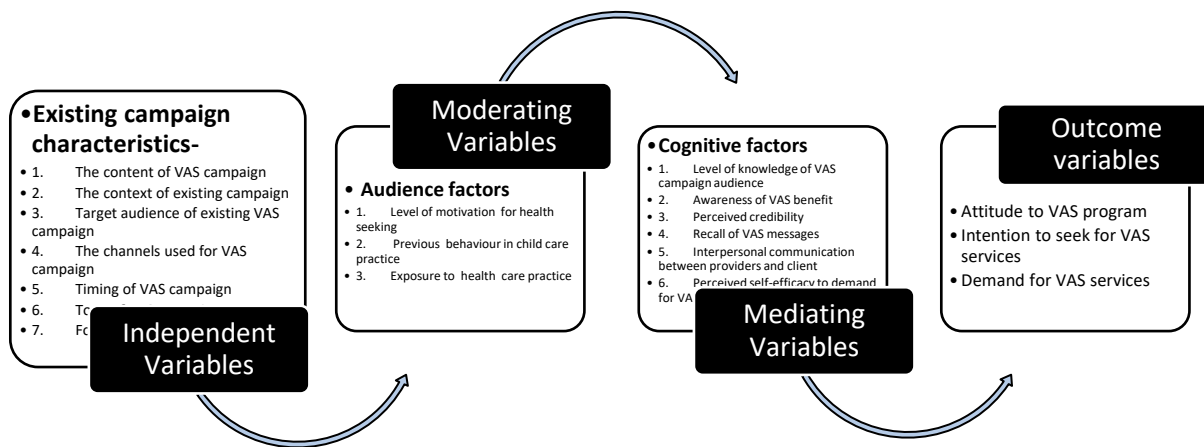 •Existing campaign
characteristics-
• 1. The content of VAS campaign
• 2. The context of existing campaign
• 3. Target audience of existing VAS
campaign
• 4. The channels used for VAS
campaign
• 5. Timing of VAS campaign
• 6.
• 7.
Independent
Variables
Moderating
Variables
• Audience factors
• 1. Level of motivation for health
seeking
• 2. Previous behaviour in child care
practice
• 3. Exposure to health care practice
• Cognitive factors
• 1. Level of knowledge of VAS
campaign audience
• 2. Awareness of VAS benefit
• 3. Perceived credibility
• 4. Recall of VAS messages
• 5. Interpersonal communication
between providers and client
• 6. Perceived self-efficacy to demand
for
Mediating
Variables
Outcome
variables
• Attitude to VAS program
• Intention to seek for VAS
services
• Demand for VAS services